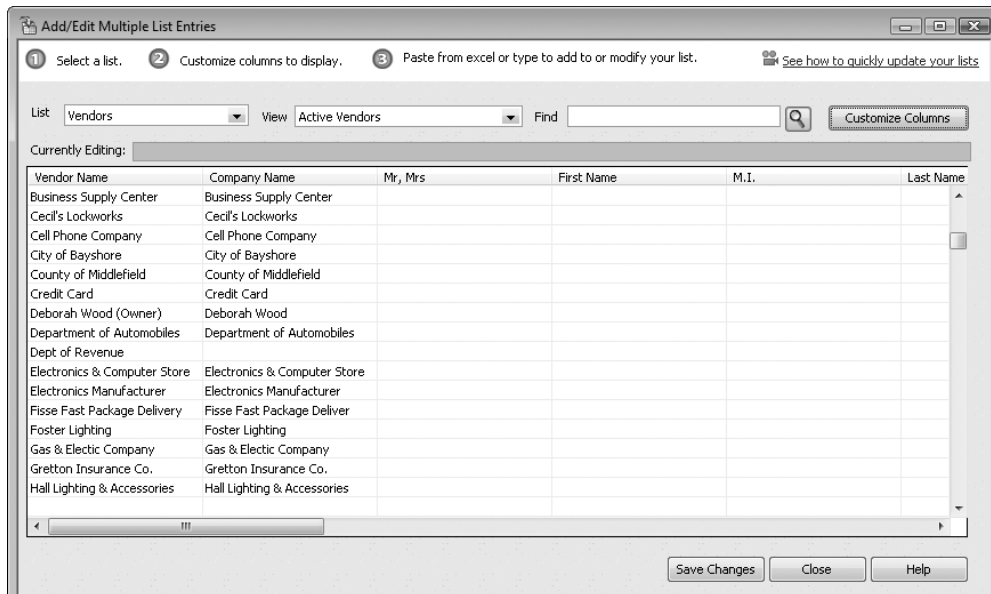 Add/Edit Multiple List Entries
1 Select a list. 2 Customize columns to display. 3 Paste from excel or type to add to or modify your list. See how to quickly update your lists
List Vendors View Active Vendors Find Customize Columns
Currently Editing:
Vendor Name Company Name Mr, Mrs First Name M.I. Last Name
Business Supply Center Business Supply Center
Cecil's Lockworks Cecil's Lockworks
Cell Phone Company Cell Phone Company
City of Bayshore City of Bayshore
County of Middlefield County of Middlefield
Credit Card Credit Card
Deborah Wood (Owner) Deborah Wood
Department of Automobiles Department of Automobiles
Dept of Revenue
Electronics & Computer Store Electronics & Computer Store
Electronics Manufacturer Electronics Manufacturer
Fisse Fast Package Delivery Fisse Fast Package Deliver
Foster Lighting Foster Lighting
Gas & Electic Company Gas & Electic Company
Gretton Insurance Co. Gretton Insurance Co.
Hall Lighting & Accessories Hall Lighting & Accessories
Save Changes Close Help